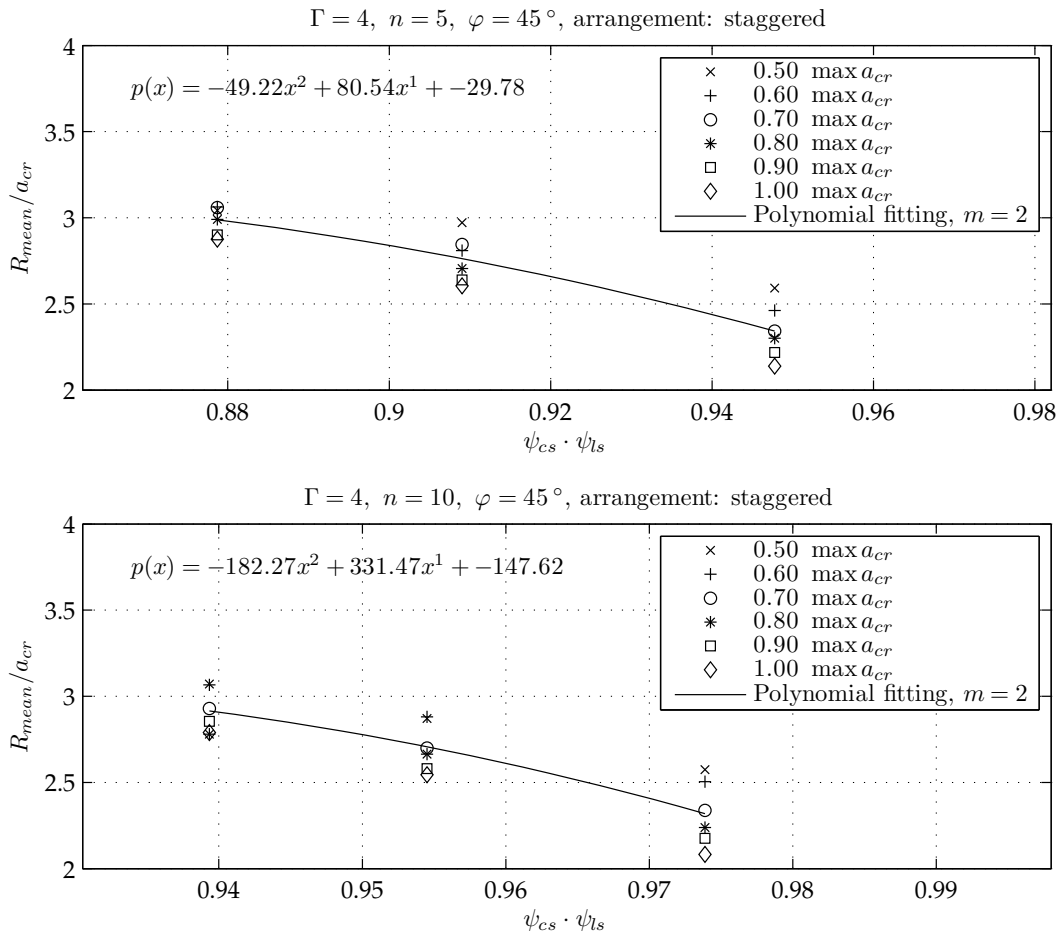 Γ = 4, n = 5, φ = 45°, arrangement: staggered
p(x) = −49.22x² + 80.54x¹ + −29.78
0.50 max a_cr
0.60 max a_cr
0.70 max a_cr
0.80 max a_cr
0.90 max a_cr
1.00 max a_cr
Polynomial fitting, m = 2
4
3.5
3
2.5
2
R_mean/a_cr
0.88 0.9 0.92 0.94 0.96 0.98
ψ_cs · ψ_ls
Γ = 4, n = 10, φ = 45°, arrangement: staggered
p(x) = −182.27x² + 331.47x¹ + −147.62
0.50 max a_cr
0.60 max a_cr
0.70 max a_cr
0.80 max a_cr
0.90 max a_cr
1.00 max a_cr
Polynomial fitting, m = 2
4
3.5
3
2.5
2
R_mean/a_cr
0.94 0.95 0.96 0.97 0.98 0.99
ψ_cs · ψ_ls